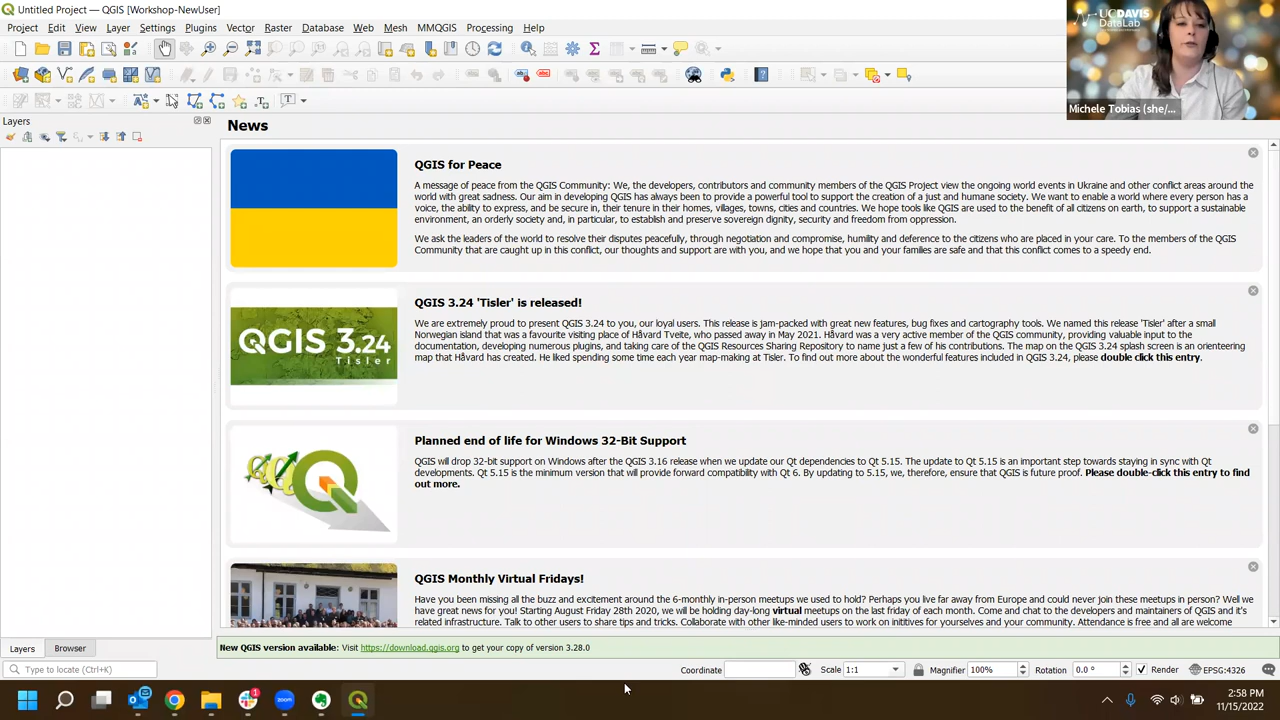 Untitled Project — QGIS [Workshop-NewUser]
Project Edit View Layer Settings Plugins Vector Raster Database Web Mesh MMQGIS Processing Help
UCDAVIS
DataLab
Michele Tobias (she/...
Layers
News
QGIS for Peace
A message of peace from the QGIS Community: We, the developers, contributors and community members of the QGIS Project view the ongoing world events in Ukraine and other conflict areas around the
world with great sadness. Our aim in developing QGIS has always been to provide a powerful tool to support the creation of a just and humane society. We want to enable a world where every person has a
voice, the ability to express, and be secure in, their tenure in their homes, villages, towns, cities and countries. We hope tools like QGIS are used to the benefit of all citizens on earth, to support a sustainable
environment, an orderly society and, in particular, to establish and preserve sovereign dignity, security and freedom from oppression.
We ask the leaders of the world to resolve their disputes peacefully, through negotiation and compromise, humility and deference to the citizens who are placed in your care. To the members of the QGIS
Community that are caught up in this conflict, our thoughts and support are with you, and we hope that you and your families are safe and that this conflict comes to a speedy end.
QGIS 3.24
Tisler
QGIS 3.24 'Tisler' is released!
We are extremely proud to present QGIS 3.24 to you, our loyal users. This release is jam-packed with great new features, bug fixes and cartography tools. We named this release 'Tisler' after a small
Norwegian island that was a favourite visiting place of Håvard Tveite, who passed away in May 2021. Håvard was a very active member of the QGIS community, providing valuable input to the
documentation, developing numerous plugins, and taking care of the QGIS Resources Sharing Repository to name just a few of his contributions. The map on the QGIS 3.24 splash screen is an orienteering
map that Håvard has created. He liked spending some time each year map-making at Tisler. To find out more about the wonderful features included in QGIS 3.24, please double click this entry.
Planned end of life for Windows 32-Bit Support
QGIS will drop 32-bit support on Windows after the QGIS 3.16 release when we update our Qt dependencies to Qt 5.15. The update to Qt 5.15 is an important step towards staying in sync with Qt
developments. Qt 5.15 is the minimum version that will provide forward compatibility with Qt 6. By updating to 5.15, we, therefore, ensure that QGIS is future proof. Please double-click this entry to find
out more.
QGIS Monthly Virtual Fridays!
Have you been missing all the buzz and excitement around the 6-monthly in-person meetups we used to hold? Perhaps you live far away from Europe and could never join these meetups in person? Well we
have great news for you! Starting August Friday 28th 2020, we will be holding day-long virtual meetups on the last friday of each month. Come and chat to the developers and maintainers of QGIS and it's
related infrastructure. Talk to other users to share tips and tricks. Collaborate with other like-minded users to work on initiives for yourselves and your community. Attendance is free and all are welcome
Layers Browser
New QGIS version available: Visit https://download.qgis.org to get your copy of version 3.28.0
Type to locate (Ctrl+K)
Coordinate Scale 1:1 Magnifier 100% Rotation 0.0 ° Render EPSG:4326
2:58 PM
11/15/2022